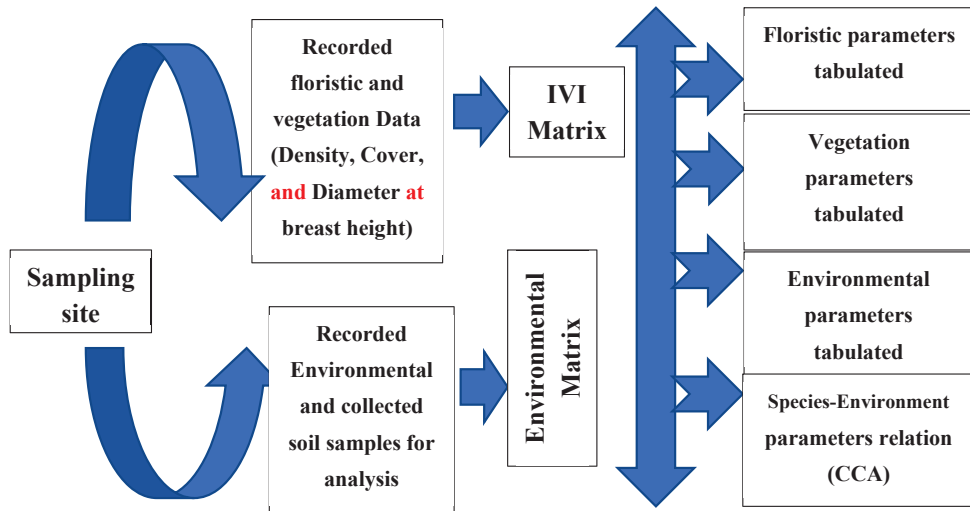 Sampling
site
Recorded
floristic and
vegetation Data
(Density, Cover,
and Diameter at
breast height)
Recorded
Environmental
and collected
soil samples for
analysis
IVI
Matrix
Environmental
Matrix
Floristic parameters
tabulated
Vegetation
parameters
tabulated
Environmental
parameters
tabulated
Species-Environment
parameters relation
(CCA)